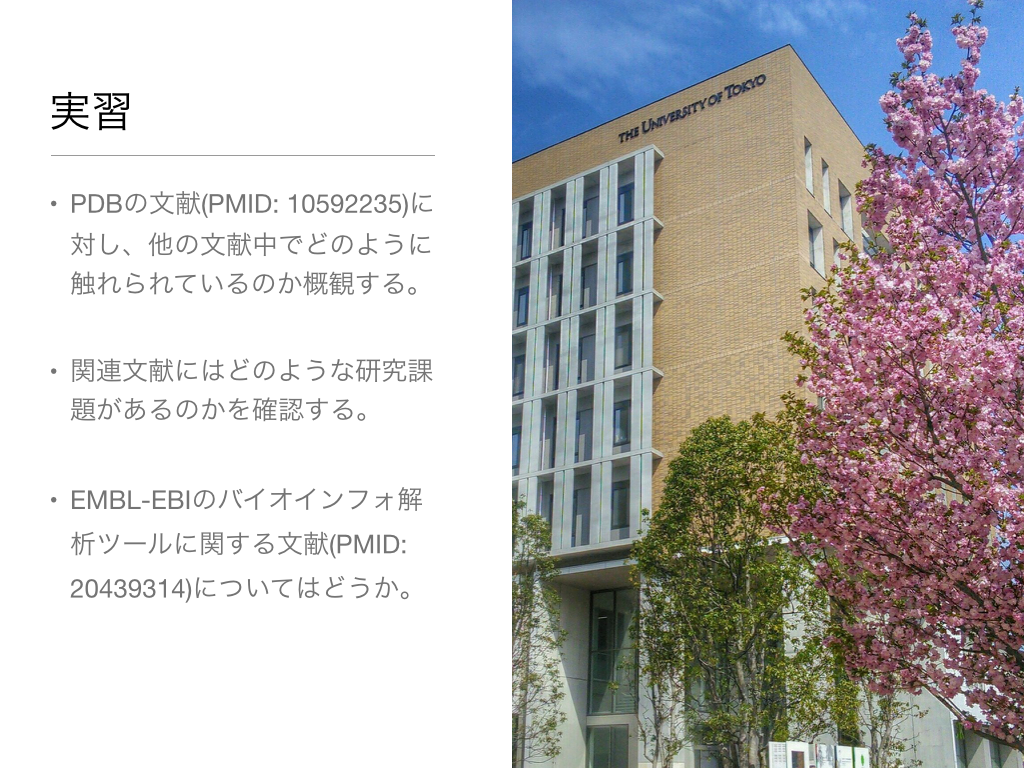 実習
• PDBの文献(PMID: 10592235)に
対し、他の文献中でどのように
触れられているのか概観する。
• 関連文献にはどのような研究課
題があるのかを確認する。
• EMBL-EBIのバイオインフォ解
析ツールに関する文献(PMID:
20439314)についてはどうか。
THE UNIVERSITY OF TOKYO